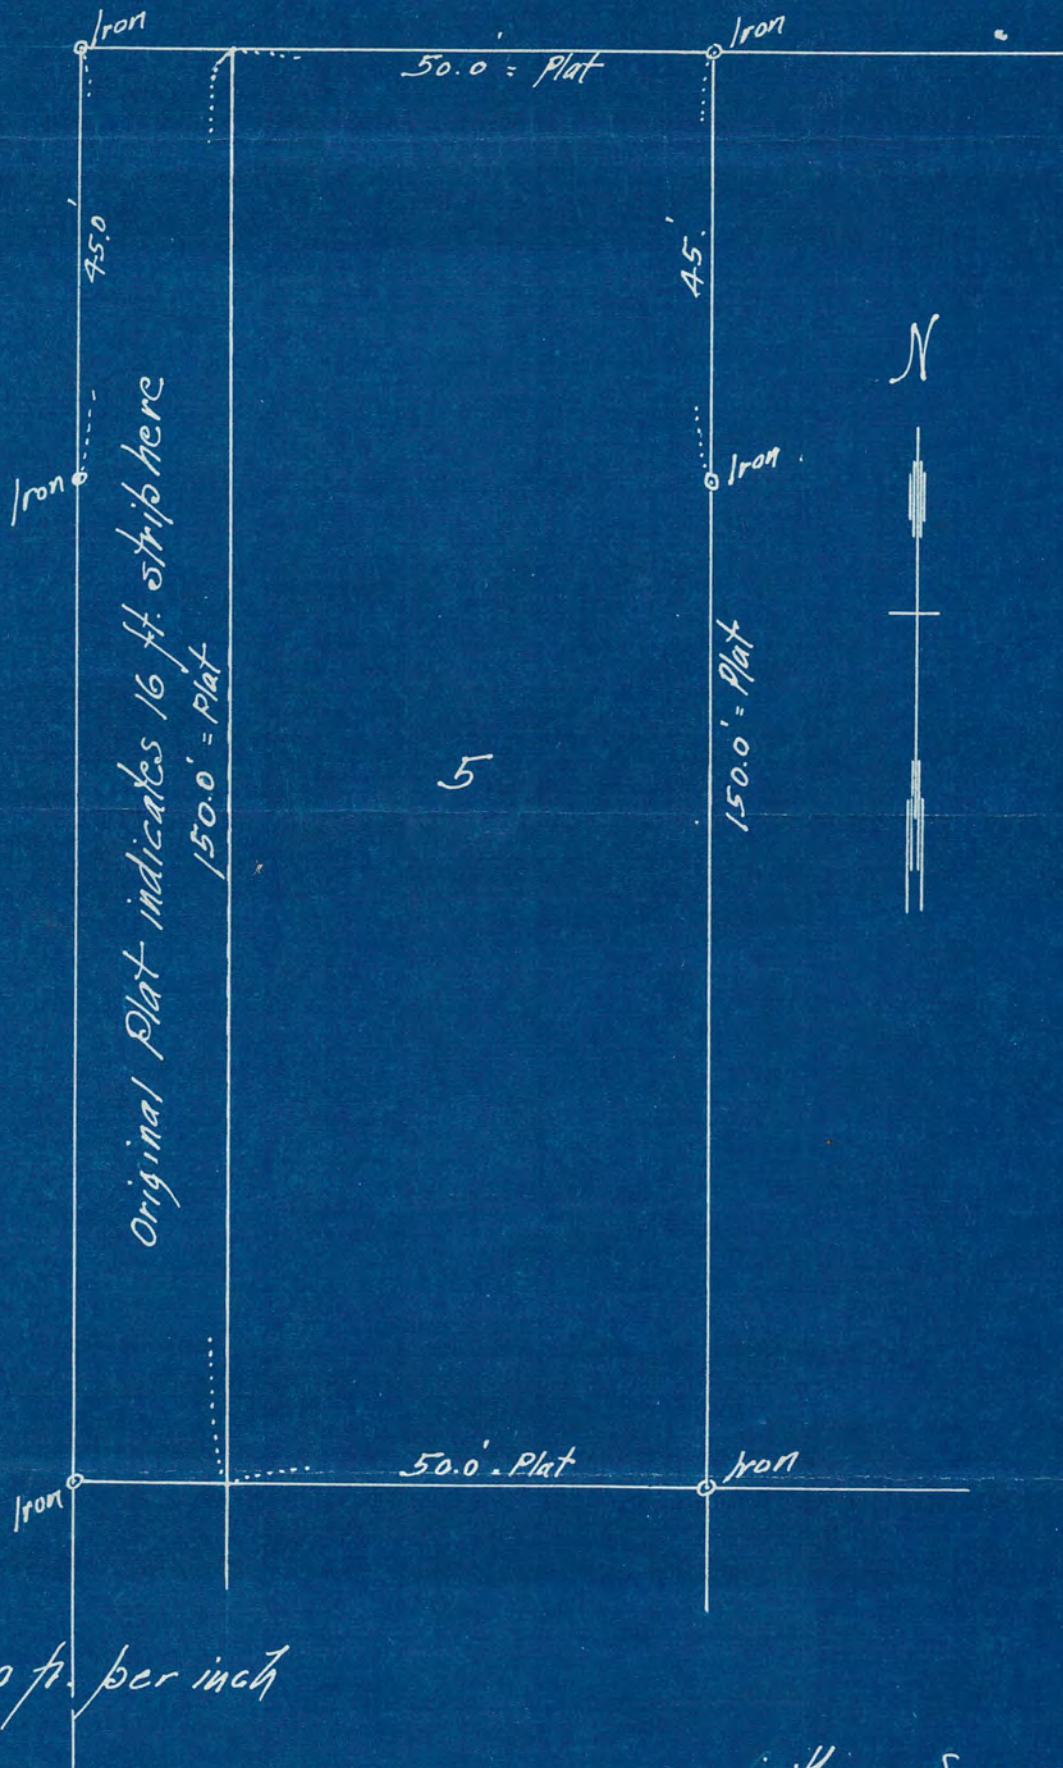 Iron
Iron
50.0' = Plat
45.0'
45.'
N
Iron
Iron
Original Plat indicates 16 ft. strip here
150.0' = Plat
150.0' = Plat
5
50.0' = Plat
Iron
Iron
ft. per inch